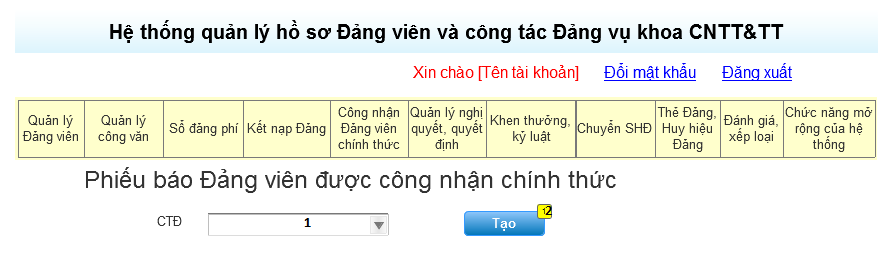 Hệ thống quản lý hồ sơ Đảng viên và công tác Đảng vụ khoa CNTT&TT
Xin chào [Tên tài khoản] Đổi mật khẩu Đăng xuất
Quản lý Đảng viên
Quản lý công văn
Sổ đảng phí
Kết nạp Đảng
Công nhận Đảng viên chính thức
Quản lý nghị quyết, quyết định
Khen thưởng, kỷ luật
Chuyển SHĐ
Thẻ Đảng, Huy hiệu Đảng
Đánh giá, xếp loại
Chức năng mở rộng của hệ thống
Phiếu báo Đảng viên được công nhận chính thức
CTĐ 1 Tạo 2